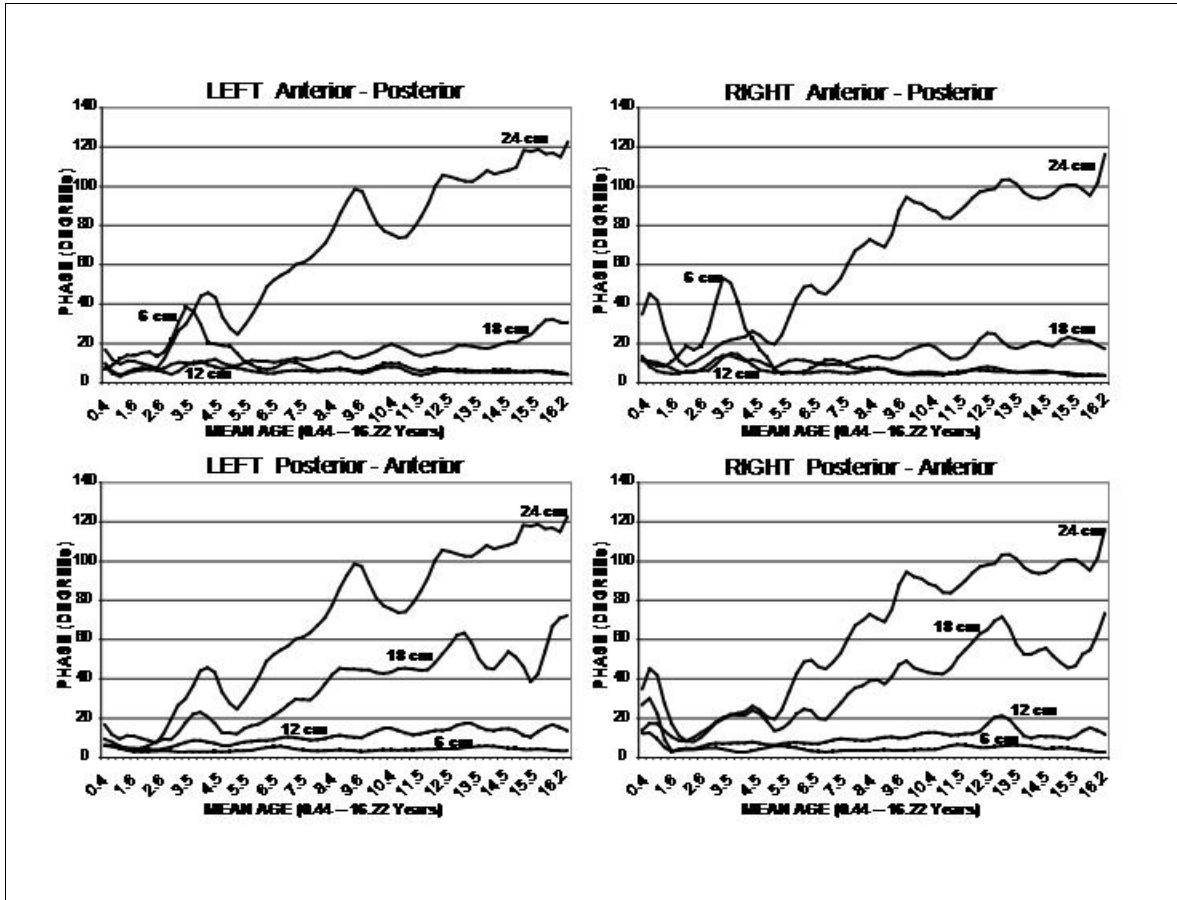 LEFT Anterior - Posterior
PHASE (DEGREES)
140
120
100
80
60
40
20
0
24 cm
6 cm
18 cm
12 cm
0.4 1.6 2.6 3.5 4.5 5.5 6.5 7.5 8.4 9.6 10.4 11.5 12.5 13.5 14.5 15.5 16.2
MEAN AGE (0.44 – 16.22 Years)
RIGHT Anterior - Posterior
PHASE (DEGREES)
140
120
100
80
60
40
20
0
24 cm
6 cm
18 cm
12 cm
0.4 1.6 2.6 3.5 4.5 5.5 6.5 7.5 8.4 9.6 10.4 11.5 12.5 13.5 14.5 15.5 16.2
MEAN AGE (0.44 – 16.22 Years)
LEFT Posterior - Anterior
PHASE (DEGREES)
140
120
100
80
60
40
20
0
24 cm
18 cm
12 cm
6 cm
0.4 1.6 2.6 3.5 4.5 5.5 6.5 7.5 8.4 9.6 10.4 11.5 12.5 13.5 14.5 15.5 16.2
MEAN AGE (0.44 – 16.22 Years)
RIGHT Posterior - Anterior
PHASE (DEGREES)
140
120
100
80
60
40
20
0
24 cm
18 cm
12 cm
6 cm
0.4 1.6 2.6 3.5 4.5 5.5 6.5 7.5 8.4 9.6 10.4 11.5 12.5 13.5 14.5 15.5 16.2
MEAN AGE (0.44 – 16.22 Years)